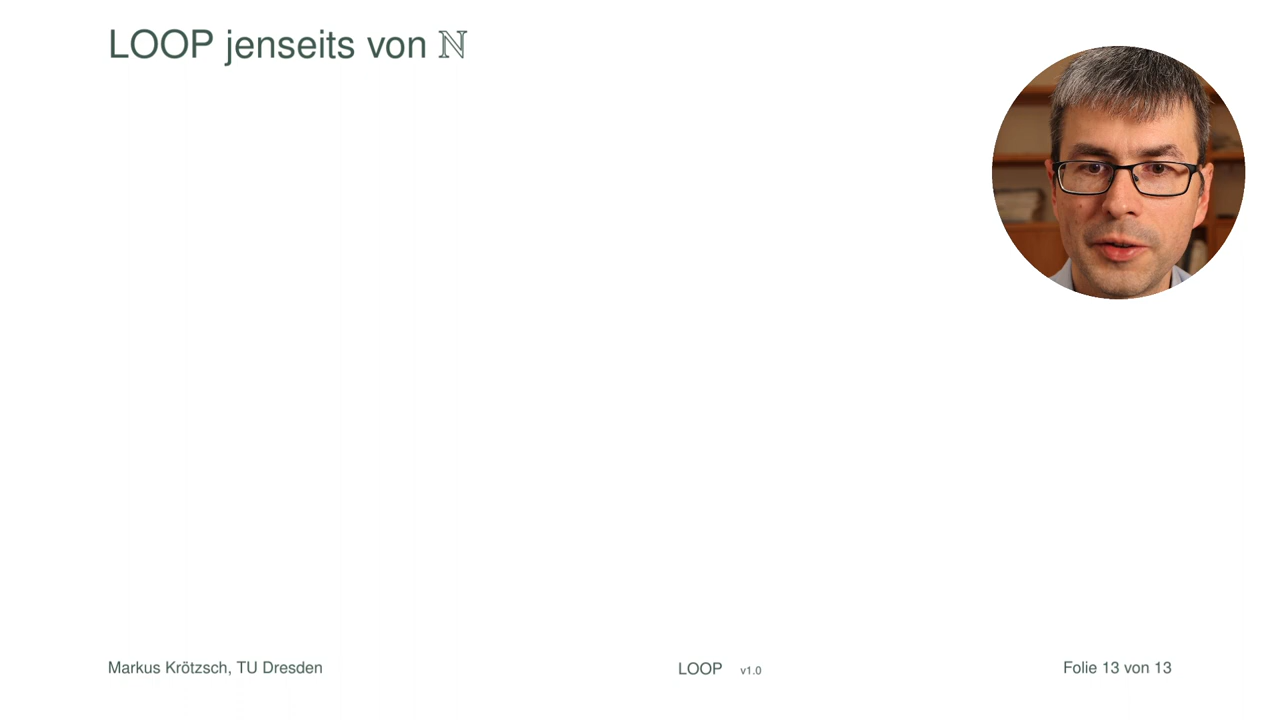 LOOP jenseits von ℕ
Markus Krötzsch, TU Dresden
LOOP v1.0
Folie 13 von 13